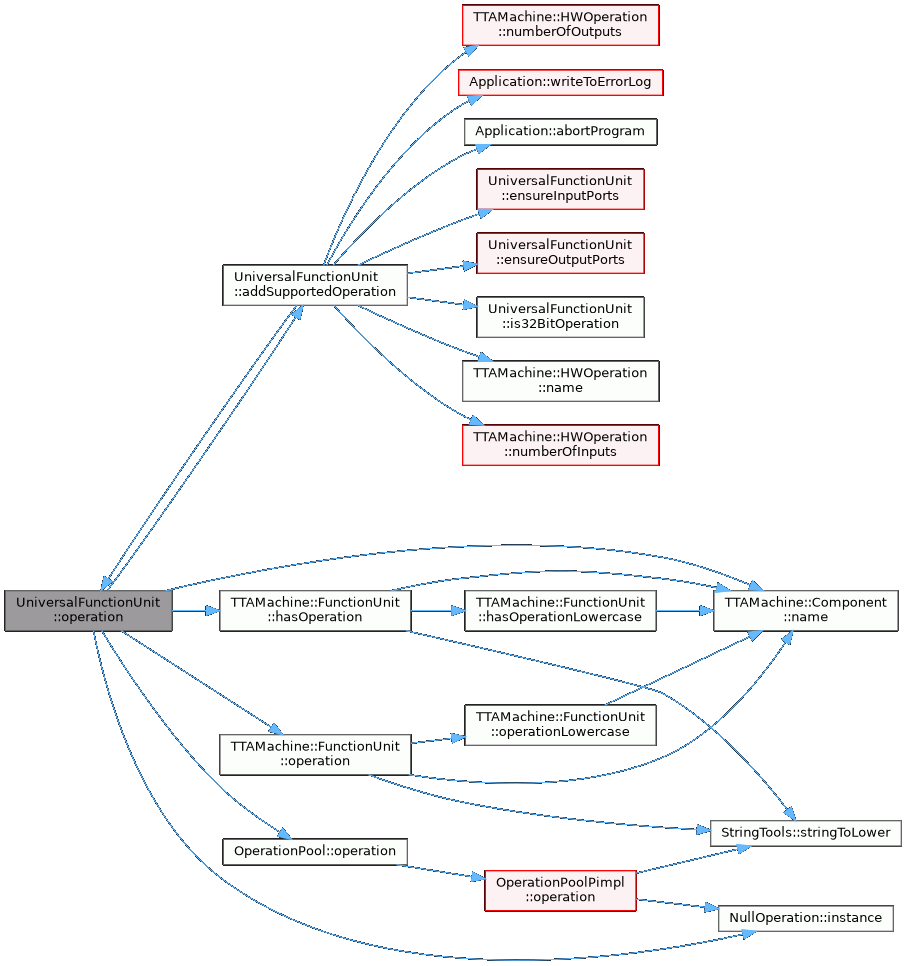 TTAMachine::HWOperation
::numberOfOutputs
Application::writeToErrorLog
Application::abortProgram
UniversalFunctionUnit
::ensureInputPorts
UniversalFunctionUnit
::ensureOutputPorts
UniversalFunctionUnit
::addSupportedOperation
UniversalFunctionUnit
::is32BitOperation
TTAMachine::HWOperation
::name
TTAMachine::HWOperation
::numberOfInputs
UniversalFunctionUnit
::operation
TTAMachine::FunctionUnit
::hasOperation
TTAMachine::FunctionUnit
::hasOperationLowercase
TTAMachine::Component
::name
TTAMachine::FunctionUnit
::operationLowercase
TTAMachine::FunctionUnit
::operation
StringTools::stringToLower
OperationPool::operation
OperationPoolPimpl
::operation
NullOperation::instance